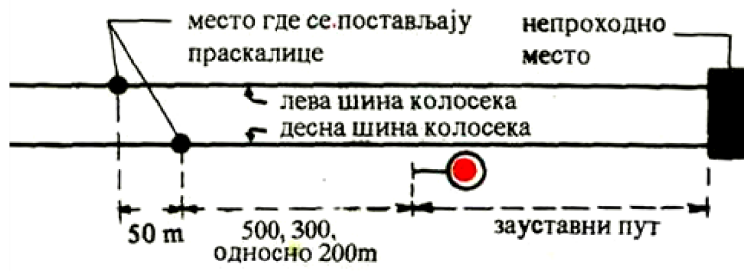 место где се.постављају
праскалице
непроходно
место
лева шина колосека
десна шина колосека
50 m
500, 300,
односно 200m
зауставни пут